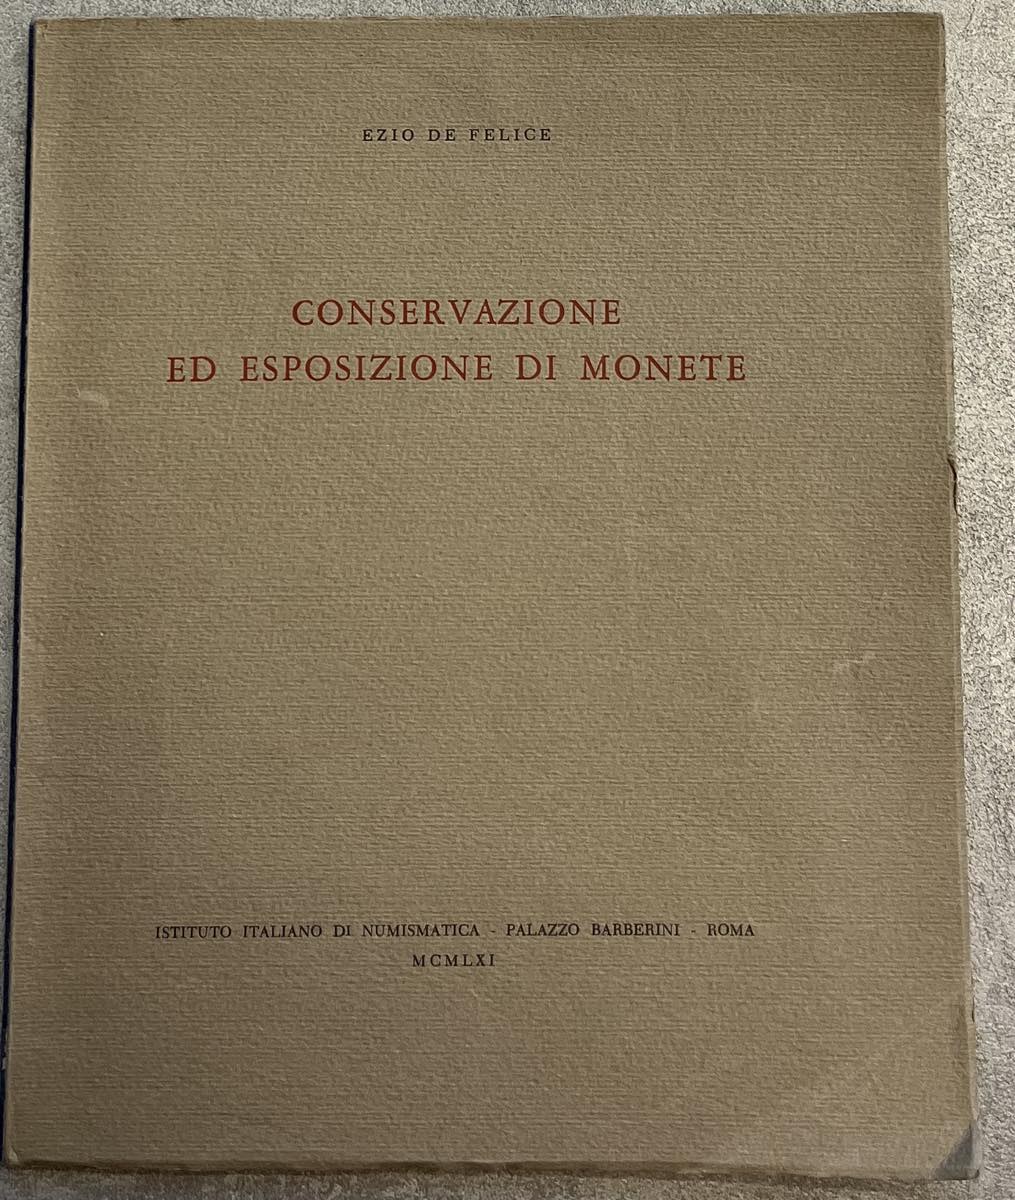 EZIO DE FELICE
CONSERVAZIONE
ED ESPOSIZIONE DI MONETE
ISTITUTO ITALIANO DI NUMISMATICA - PALAZZO BARBERINI - ROMA
MCMLXI